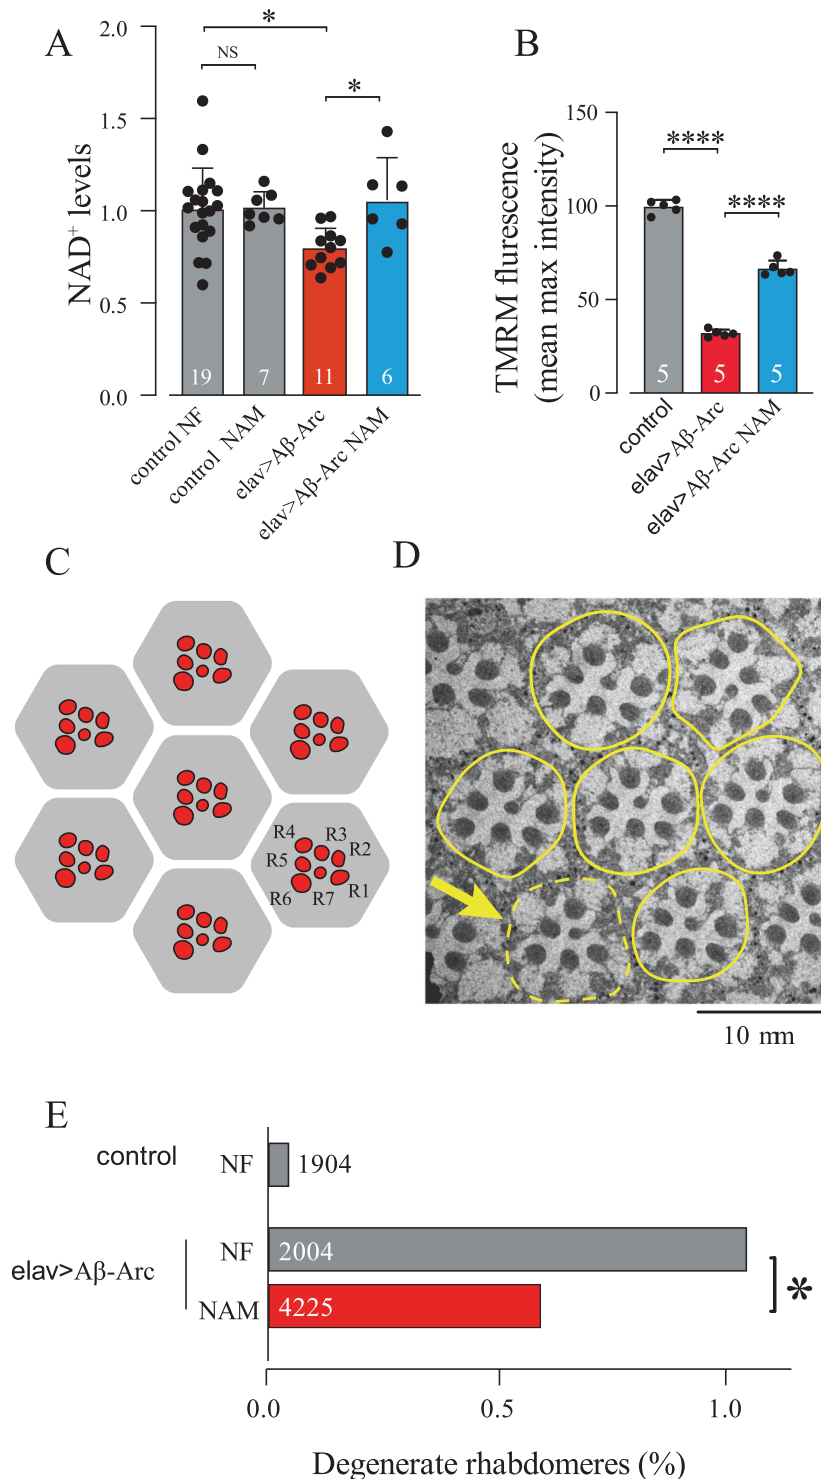 A
*
NS
*
2.0
1.5
1.0
0.5
0.0
NAD+ levels
19
7
11
6
control NF
control NAM
elav>Aβ-Arc
elav>Aβ-Arc NAM
B
****
****
150
100
50
0
TMRM flurescence
(mean max intensity)
5
5
5
control
elav>Aβ-Arc
elav>Aβ-Arc NAM
C
R4
R3
R2
R5
R6
R7
R1
D
10 mm
E
control
NF
1904
elav>Aβ-Arc
NF
2004
NAM
4225
*
0.0
0.5
1.0
Degenerate rhabdomeres (%)